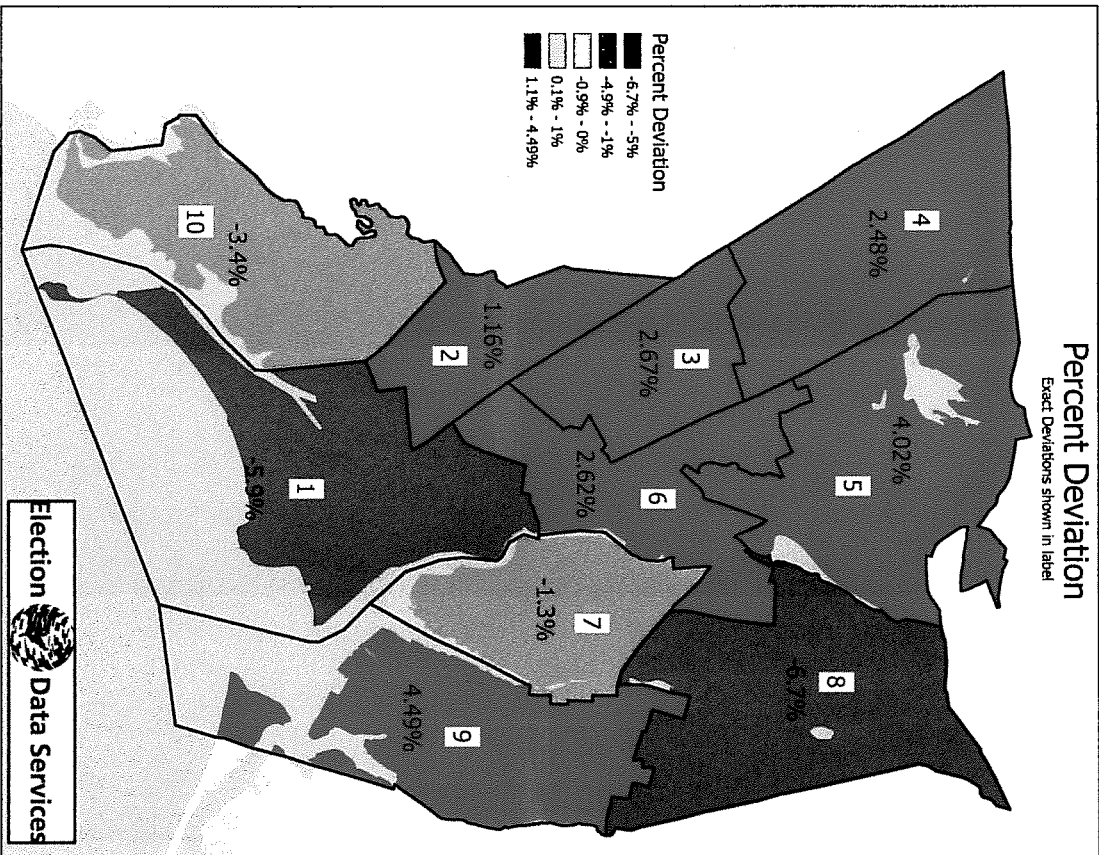 Percent Deviation
Exact Deviations shown in label
4
2.48%
5
4.02%
8
-6.7%
3
2.67%
6
2.62%
7
-1.3%
9
4.49%
2
1.16%
10
-3.4%
1
-5.9%
Percent Deviation
-6.7% - -5%
-4.9% - -1%
-0.9% - 0%
0.1% - 1%
1.1% - 4.49%
Election Data Services